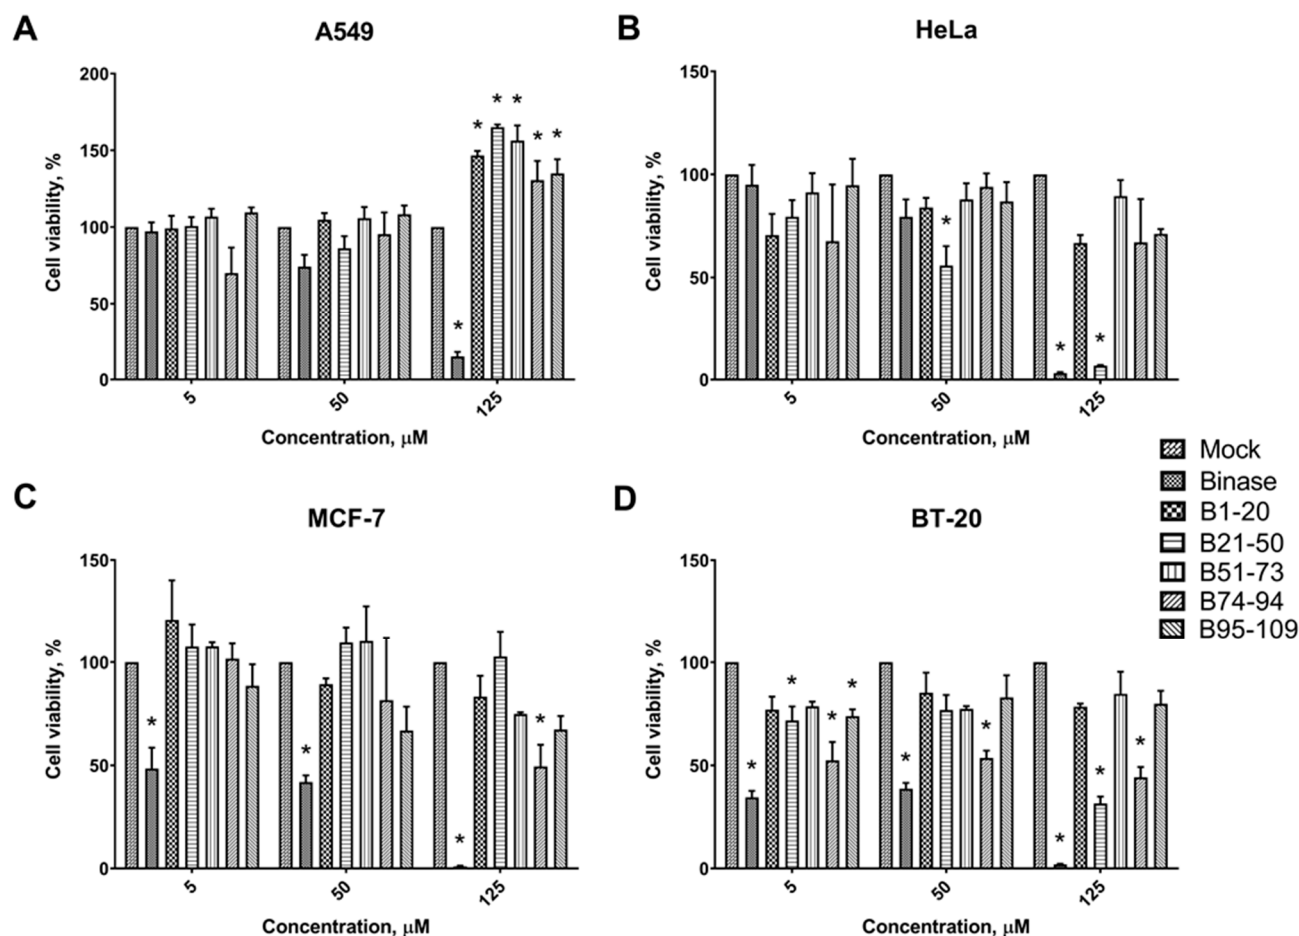 A
A549
Cell viability, %
200
150
100
50
0
*
*
*
*
*
*
5
50
125
Concentration, μM
B
HeLa
Cell viability, %
150
100
50
0
*
*
*
5
50
125
Concentration, μM
C
MCF-7
Cell viability, %
150
100
50
0
*
*
*
*
5
50
125
Concentration, μM
D
BT-20
Cell viability, %
150
100
50
0
*
*
*
*
*
*
*
*
*
5
50
125
Concentration, μM
Mock
Binase
B1-20
B21-50
B51-73
B74-94
B95-109